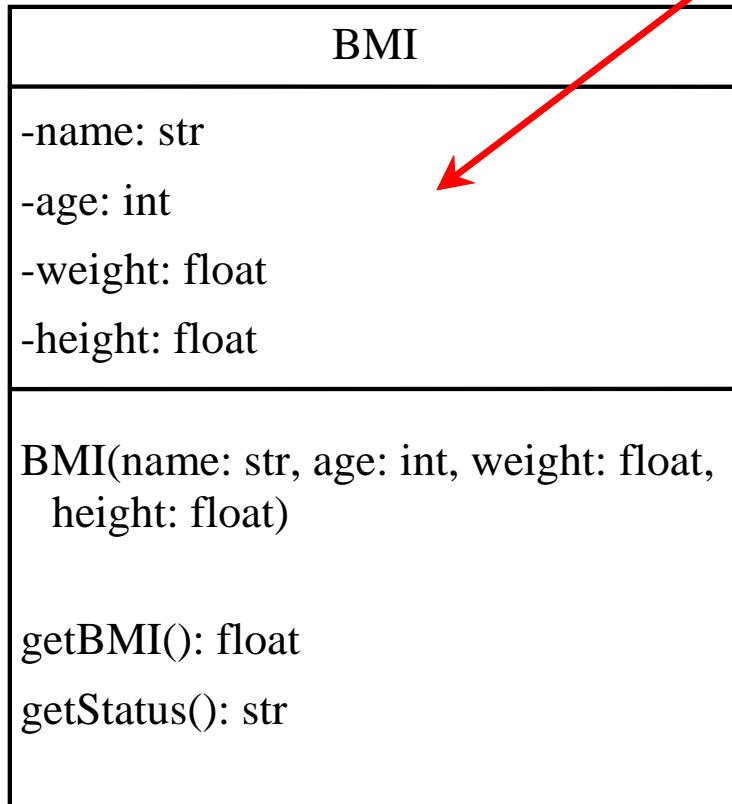 BMI
-name: str
-age: int
-weight: float
-height: float
BMI(name: str, age: int, weight: float,
height: float)
getBMI(): float
getStatus(): str